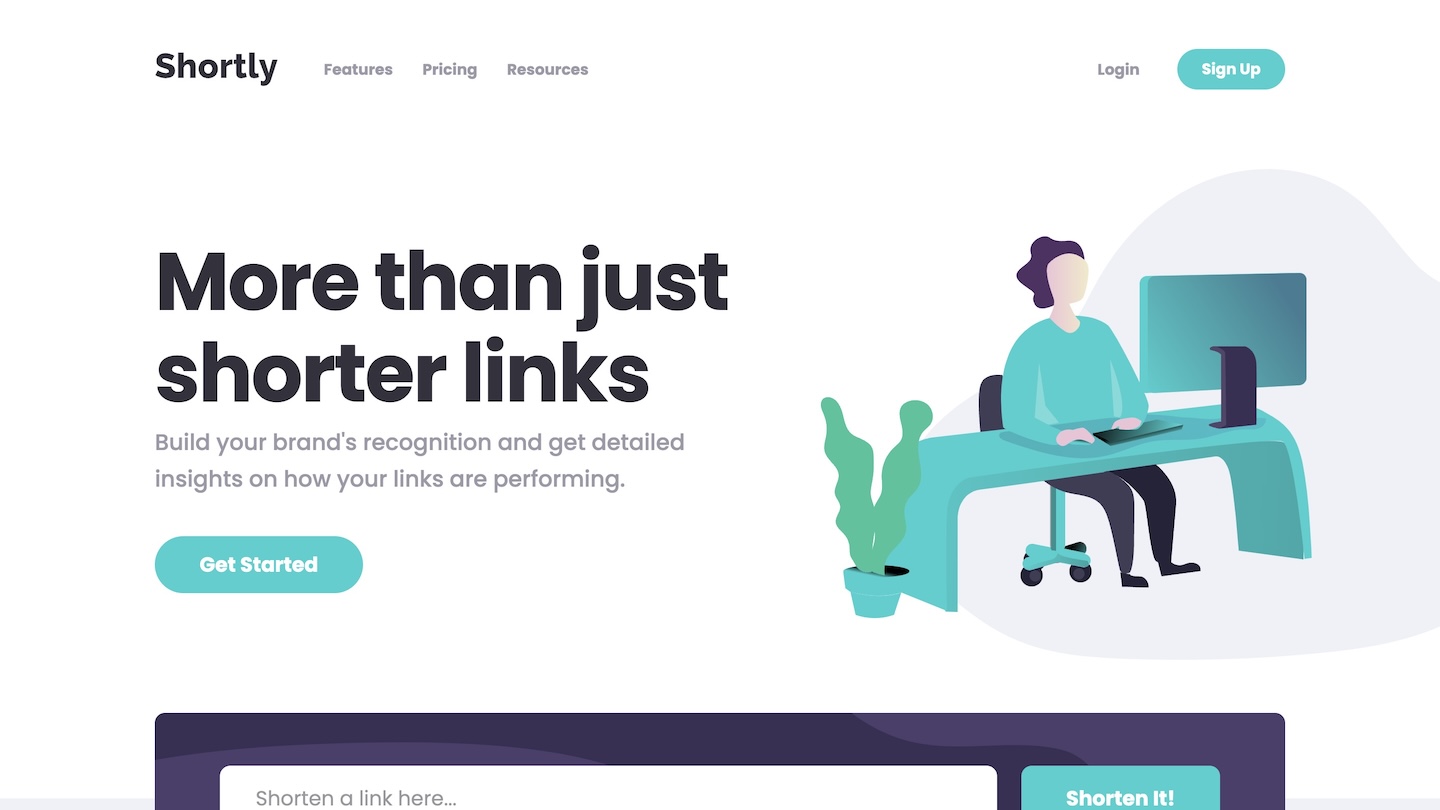 Shortly Features Pricing Resources Login Sign Up
More than just
shorter links
Build your brand's recognition and get detailed
insights on how your links are performing.
Get Started
Shorten a link here... Shorten It!